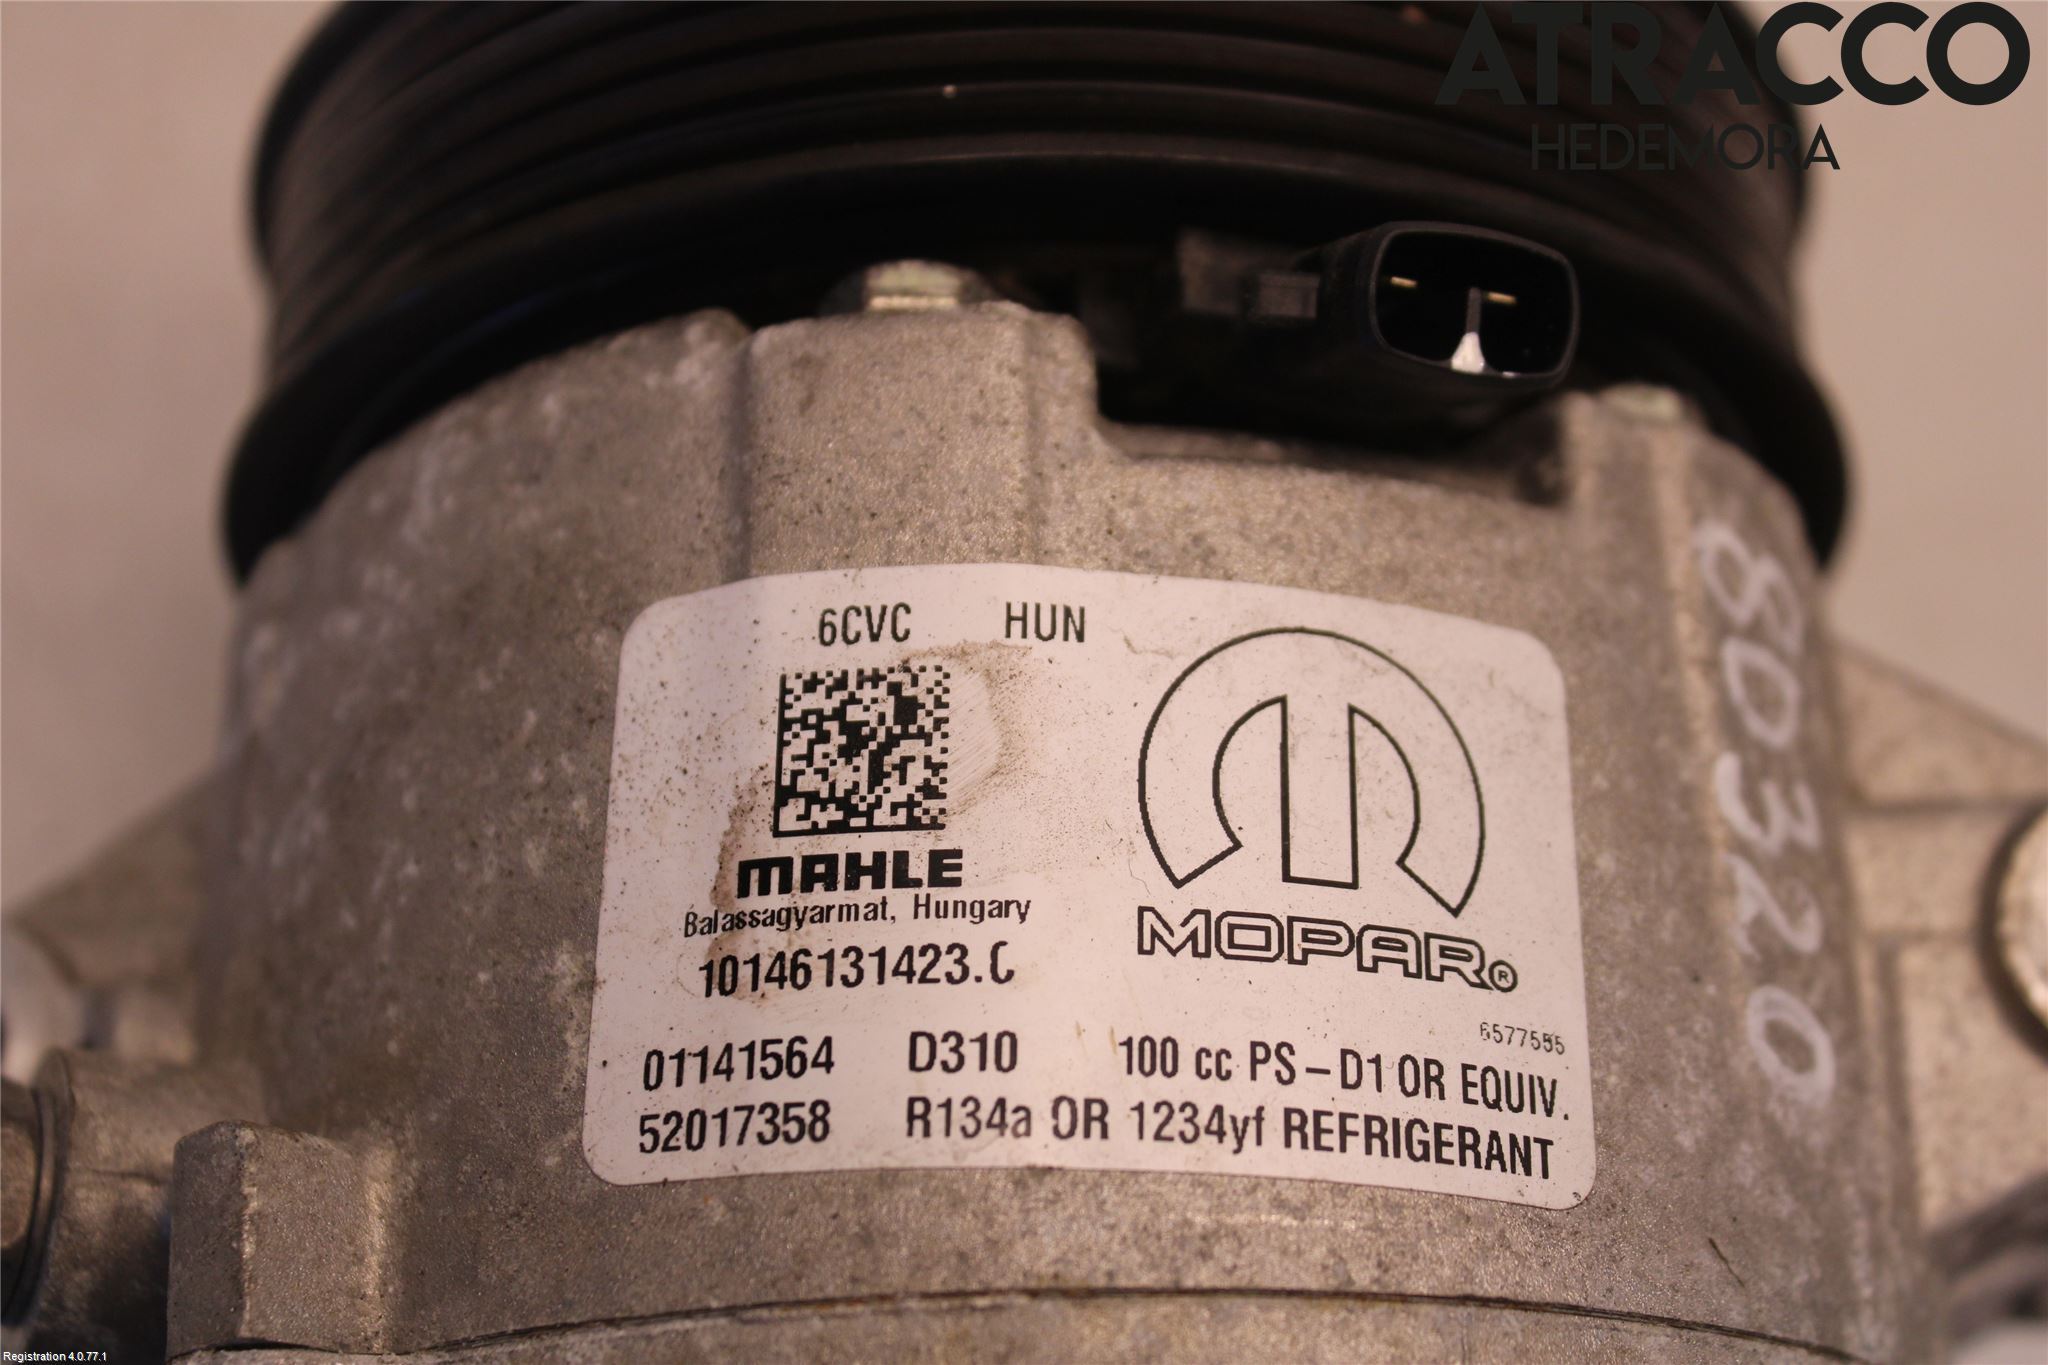 ATRACCO
HEDEMORA
6CVC HUN
MAHLE
Balassagyarmat, Hungary
10146131423.C
MOPAR®
6577555
01141564 D310 100 cc PS-D1 OR EQUIV.
52017358 R134a OR 1234yf REFRIGERANT
80320
Registration 4.0.77.1